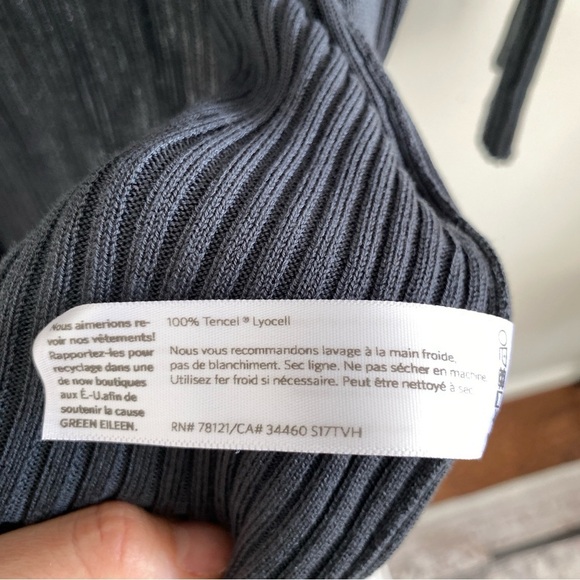 Nous aimerions re-
voir nos vêtements!
Rapportez-les pour
recyclage dans une
de now boutiques
aux É.-U.afin de
soutenir la cause
GREEN EILEEN.
100% Tencel ® Lyocell
Nous vous recommandons lavage à la main froide,
pas de blanchiment. Sec ligne. Ne pas sécher en machine
Utilisez fer froid si nécessaire. Peut être nettoyé à sec
RN# 78121/CA# 34460 S17TVH